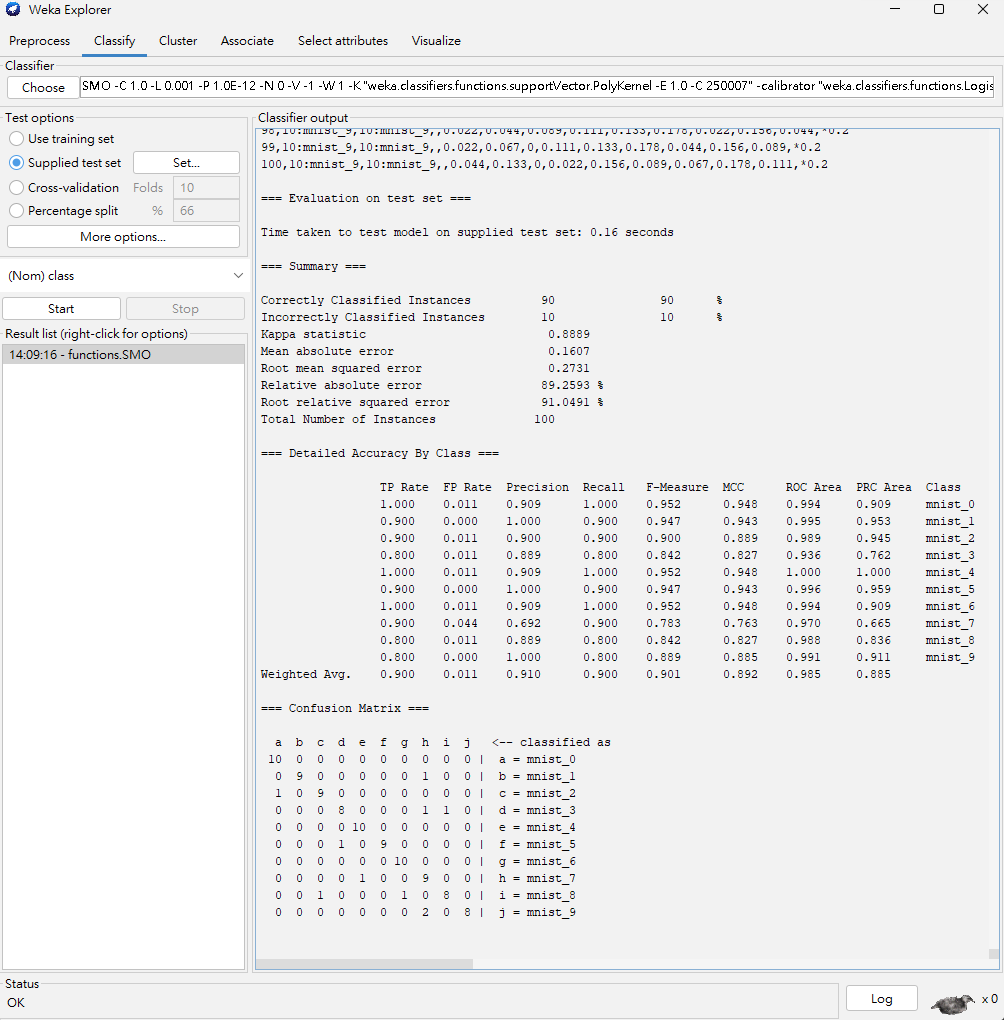 Weka Explorer
Preprocess Classify Cluster Associate Select attributes Visualize
Classifier
Choose SMO -C 1.0 -L 0.001 -P 1.0E-12 -N 0 -V -1 -W 1 -K "weka.classifiers.functions.supportVector.PolyKernel -E 1.0 -C 250007" -calibrator "weka.classifiers.functions.Logis
Test options
Use training set
Supplied test set Set...
Cross-validation Folds 10
Percentage split % 66
More options...
(Nom) class
Start Stop
Result list (right-click for options)
14:09:16 - functions.SMO
Classifier output
98,10:mnist_9,10:mnist_9,,0.022,0.044,0.089,0.111,0.133,0.178,0.022,0.156,0.044,*0.2
99,10:mnist_9,10:mnist_9,,0.022,0.067,0,0.111,0.133,0.178,0.044,0.156,0.089,*0.2
100,10:mnist_9,10:mnist_9,,0.044,0.133,0,0.022,0.156,0.089,0.067,0.178,0.111,*0.2
=== Evaluation on test set ===
Time taken to test model on supplied test set: 0.16 seconds
=== Summary ===
Correctly Classified Instances 90 90 %
Incorrectly Classified Instances 10 10 %
Kappa statistic 0.8889
Mean absolute error 0.1607
Root mean squared error 0.2731
Relative absolute error 89.2593 %
Root relative squared error 91.0491 %
Total Number of Instances 100
=== Detailed Accuracy By Class ===
TP Rate FP Rate Precision Recall F-Measure MCC ROC Area PRC Area Class
1.000 0.011 0.909 1.000 0.952 0.948 0.994 0.909 mnist_0
0.900 0.000 1.000 0.900 0.947 0.943 0.995 0.953 mnist_1
0.900 0.011 0.900 0.900 0.900 0.889 0.989 0.945 mnist_2
0.800 0.011 0.889 0.800 0.842 0.827 0.936 0.762 mnist_3
1.000 0.011 0.909 1.000 0.952 0.948 1.000 1.000 mnist_4
0.900 0.000 1.000 0.900 0.947 0.943 0.996 0.959 mnist_5
1.000 0.011 0.909 1.000 0.952 0.948 0.994 0.909 mnist_6
0.900 0.044 0.692 0.900 0.783 0.763 0.970 0.665 mnist_7
0.800 0.011 0.889 0.800 0.842 0.827 0.988 0.836 mnist_8
0.800 0.000 1.000 0.800 0.889 0.885 0.991 0.911 mnist_9
Weighted Avg. 0.900 0.011 0.910 0.900 0.901 0.892 0.985 0.885
=== Confusion Matrix ===
a b c d e f g h i j <-- classified as
10 0 0 0 0 0 0 0 0 0 | a = mnist_0
0 9 0 0 0 0 0 1 0 0 | b = mnist_1
1 0 9 0 0 0 0 0 0 0 | c = mnist_2
0 0 0 8 0 0 0 1 1 0 | d = mnist_3
0 0 0 0 10 0 0 0 0 0 | e = mnist_4
0 0 0 1 0 9 0 0 0 0 | f = mnist_5
0 0 0 0 0 0 10 0 0 0 | g = mnist_6
0 0 0 0 1 0 0 9 0 0 | h = mnist_7
0 0 1 0 0 0 1 0 8 0 | i = mnist_8
0 0 0 0 0 0 0 2 0 8 | j = mnist_9
Status
OK
Log x 0